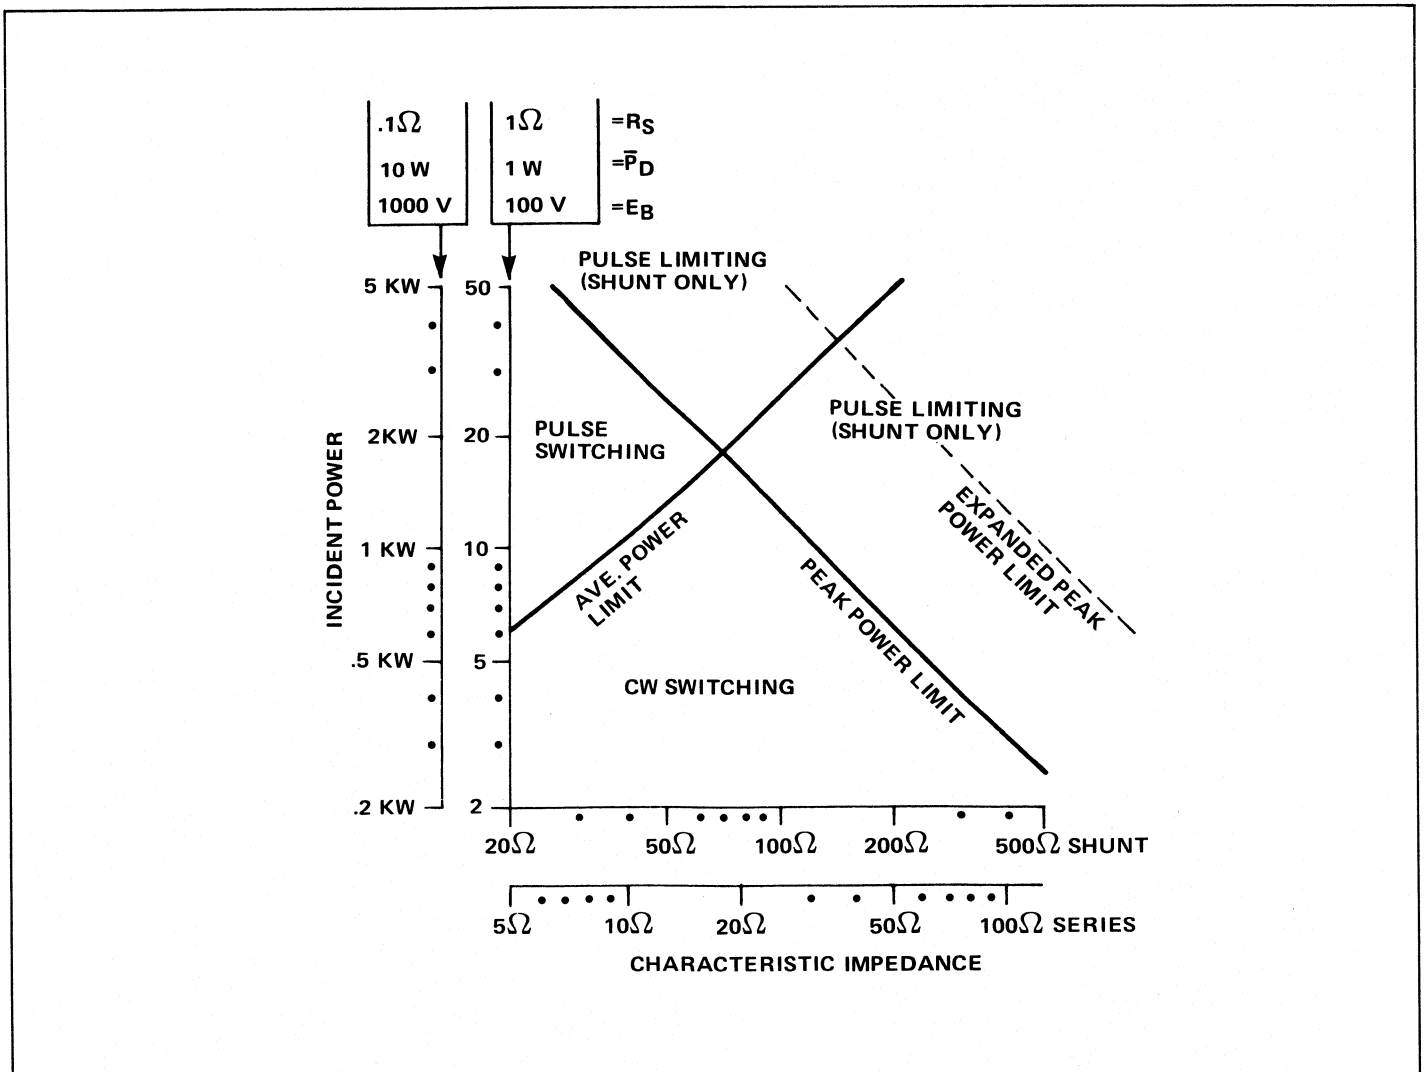 .1Ω 1Ω =RS
10 W 1 W =P̅D
1000 V 100 V =EB
PULSE LIMITING
(SHUNT ONLY)
5 KW 50
PULSE LIMITING
(SHUNT ONLY)
PULSE
SWITCHING
2KW 20
INCIDENT POWER
EXPANDED PEAK
POWER LIMIT
1 KW 10
AVE. POWER
LIMIT
PEAK POWER LIMIT
.5 KW 5
CW SWITCHING
.2 KW 2
20Ω 50Ω 100Ω 200Ω 500Ω SHUNT
5Ω 10Ω 20Ω 50Ω 100Ω SERIES
CHARACTERISTIC IMPEDANCE